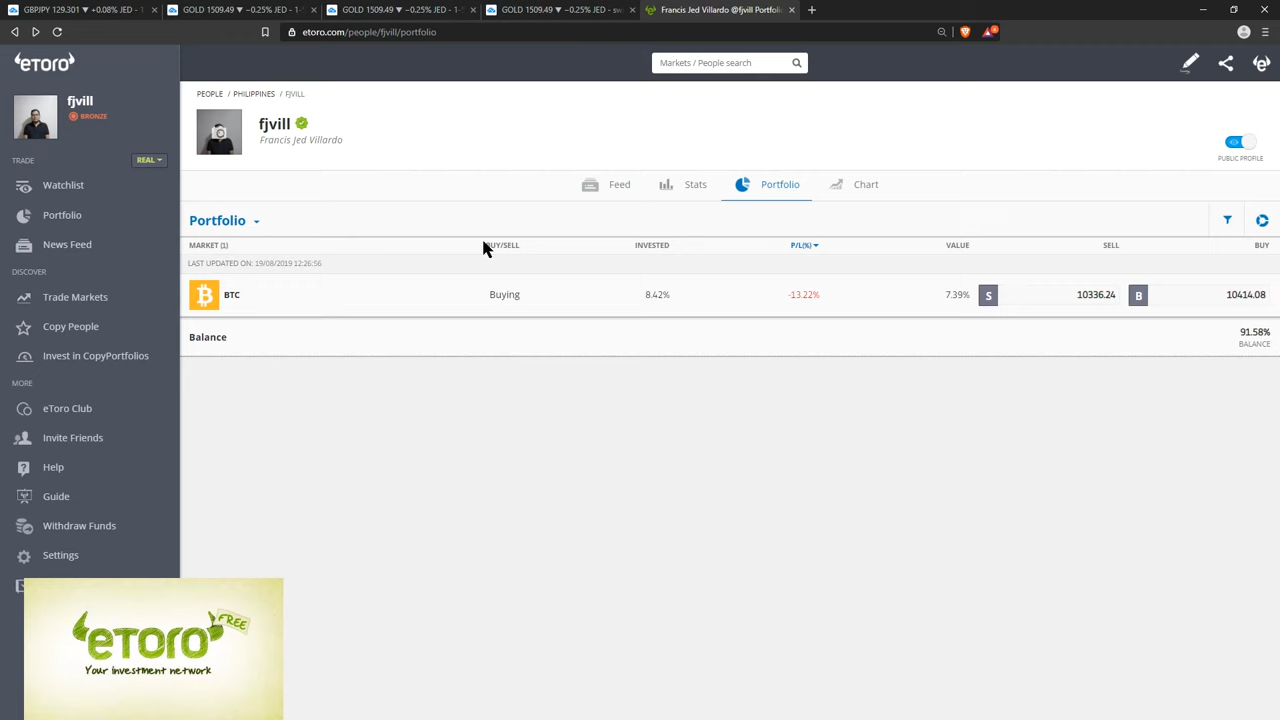 GBPJPY 129.301 ▼ +0.08% JED - 1-
GOLD 1509.49 ▼ −0.25% JED - 1-
GOLD 1509.49 ▼ −0.25% JED - 1-
GOLD 1509.49 ▼ −0.25% JED - sw
Francis Jed Villardo @fjvill Portfoli
etoro.com/people/fjvill/portfolio
eToro
Markets / People search
fjvill
BRONZE
TRADE
REAL
Watchlist
Portfolio
News Feed
DISCOVER
Trade Markets
Copy People
Invest in CopyPortfolios
MORE
eToro Club
Invite Friends
Help
Guide
Withdraw Funds
Settings
PEOPLE / PHILIPPINES / FJVILL
fjvill
Francis Jed Villardo
PUBLIC PROFILE
Feed
Stats
Portfolio
Chart
Portfolio
MARKET (1) BUY/SELL INVESTED P/L(%) VALUE SELL BUY
LAST UPDATED ON: 19/08/2019 12:26:56
BTC Buying 8.42% -13.22% 7.39% S 10336.24 B 10414.08
Balance 91.58%
BALANCE
eToro FREE
Your investment network